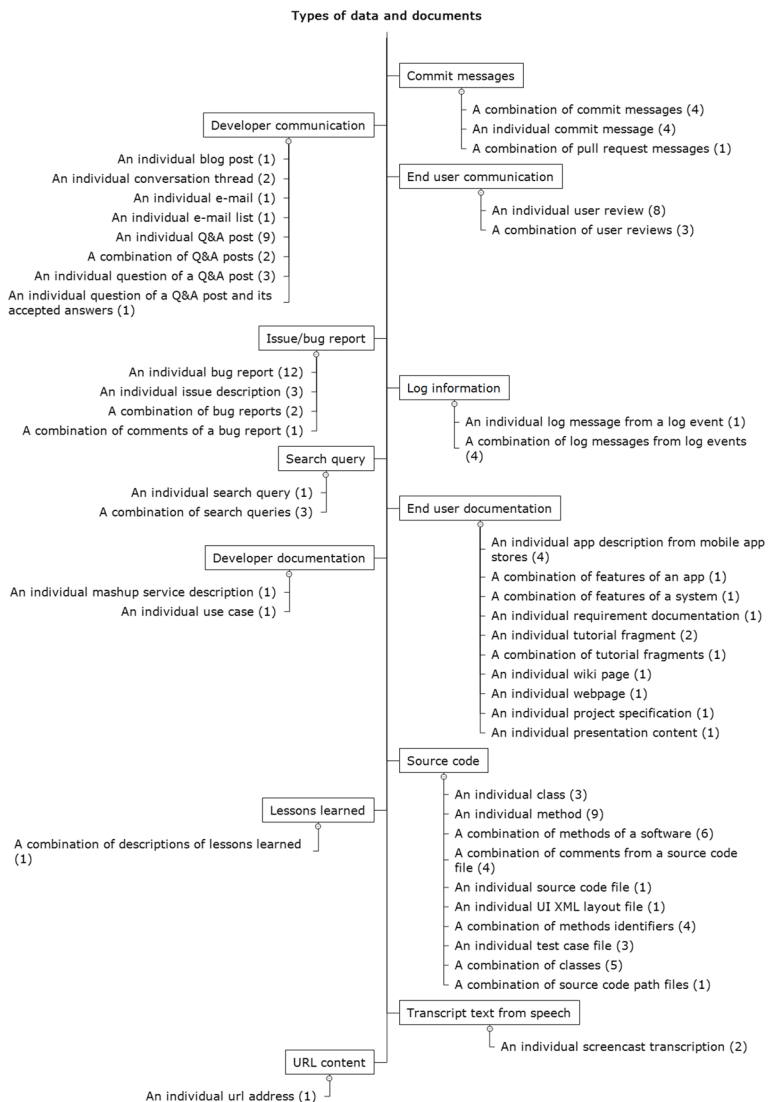 Types of data and documents
Commit messages
A combination of commit messages (4)
An individual commit message (4)
A combination of pull request messages (1)
Developer communication
An individual blog post (1)
An individual conversation thread (2)
An individual e-mail (1)
An individual e-mail list (1)
An individual Q&A post (9)
A combination of Q&A posts (2)
An individual question of a Q&A post (3)
An individual question of a Q&A post and its
accepted answers (1)
End user communication
An individual user review (8)
A combination of user reviews (3)
Issue/bug report
An individual bug report (12)
An individual issue description (3)
A combination of bug reports (2)
A combination of comments of a bug report (1)
Log information
An individual log message from a log event (1)
A combination of log messages from log events
(4)
Search query
An individual search query (1)
A combination of search queries (3)
End user documentation
An individual app description from mobile app
stores (4)
A combination of features of an app (1)
A combination of features of a system (1)
An individual requirement documentation (1)
An individual tutorial fragment (2)
A combination of tutorial fragments (1)
An individual wiki page (1)
An individual webpage (1)
An individual project specification (1)
An individual presentation content (1)
Developer documentation
An individual mashup service description (1)
An individual use case (1)
Source code
An individual class (3)
An individual method (9)
A combination of methods of a software (6)
A combination of comments from a source code
file (4)
An individual source code file (1)
An individual UI XML layout file (1)
A combination of methods identifiers (4)
An individual test case file (3)
A combination of classes (5)
A combination of source code path files (1)
Lessons learned
A combination of descriptions of lessons learned
(1)
Transcript text from speech
An individual screencast transcription (2)
URL content
An individual url address (1)